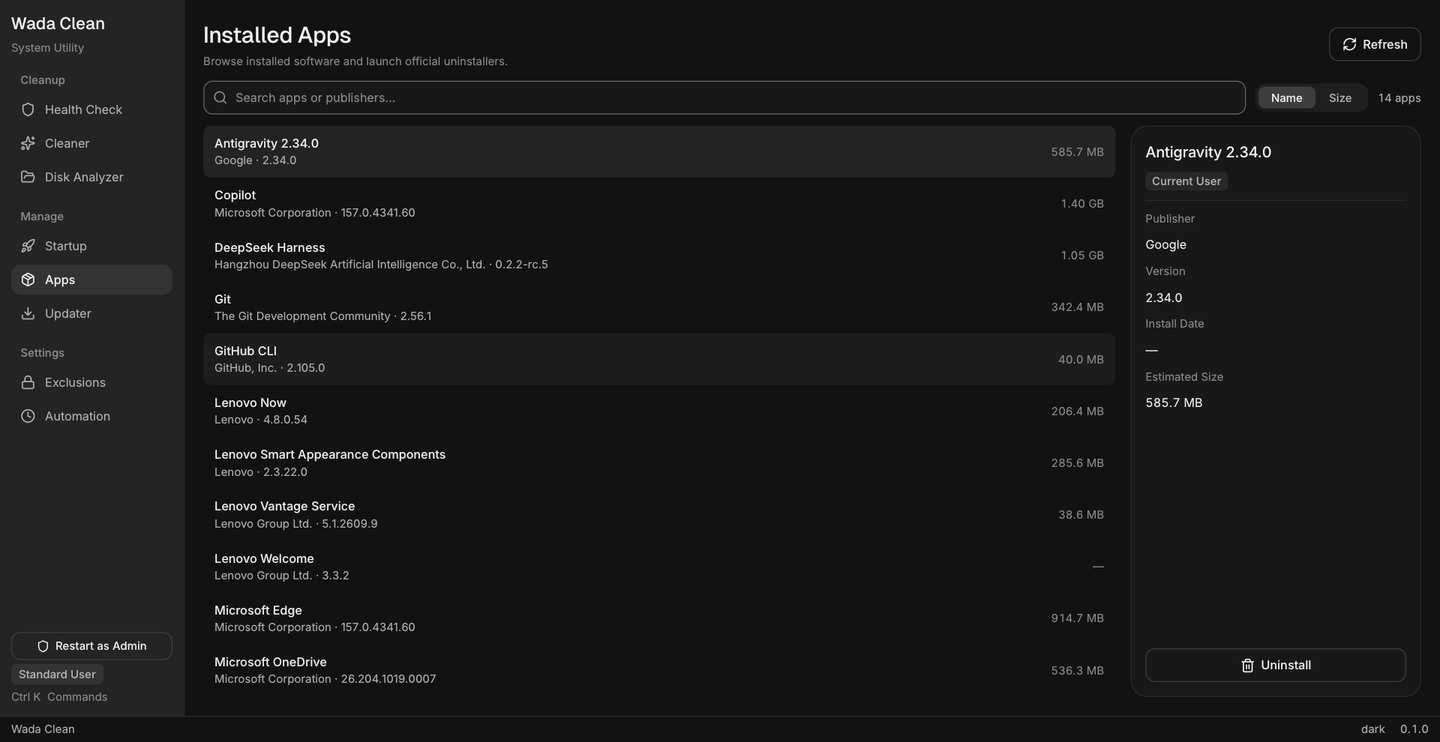 Wada Clean
System Utility
Cleanup
Health Check
Cleaner
Disk Analyzer
Manage
Startup
Apps
Updater
Settings
Exclusions
Automation
Restart as Admin
Standard User
Ctrl K Commands
Installed Apps
Browse installed software and launch official uninstallers.
Refresh
Search apps or publishers...
Name Size 14 apps
Antigravity 2.34.0
Google · 2.34.0
585.7 MB
Copilot
Microsoft Corporation · 157.0.4341.60
1.40 GB
DeepSeek Harness
Hangzhou DeepSeek Artificial Intelligence Co., Ltd. · 0.2.2-rc.5
1.05 GB
Git
The Git Development Community · 2.56.1
342.4 MB
GitHub CLI
GitHub, Inc. · 2.105.0
40.0 MB
Lenovo Now
Lenovo · 4.8.0.54
206.4 MB
Lenovo Smart Appearance Components
Lenovo · 2.3.22.0
285.6 MB
Lenovo Vantage Service
Lenovo Group Ltd. · 5.1.2609.9
38.6 MB
Lenovo Welcome
Lenovo Group Ltd. · 3.3.2
—
Microsoft Edge
Microsoft Corporation · 157.0.4341.60
914.7 MB
Microsoft OneDrive
Microsoft Corporation · 26.204.1019.0007
536.3 MB
Antigravity 2.34.0
Current User
Publisher
Google
Version
2.34.0
Install Date
—
Estimated Size
585.7 MB
Uninstall
Wada Clean
dark 0.1.0